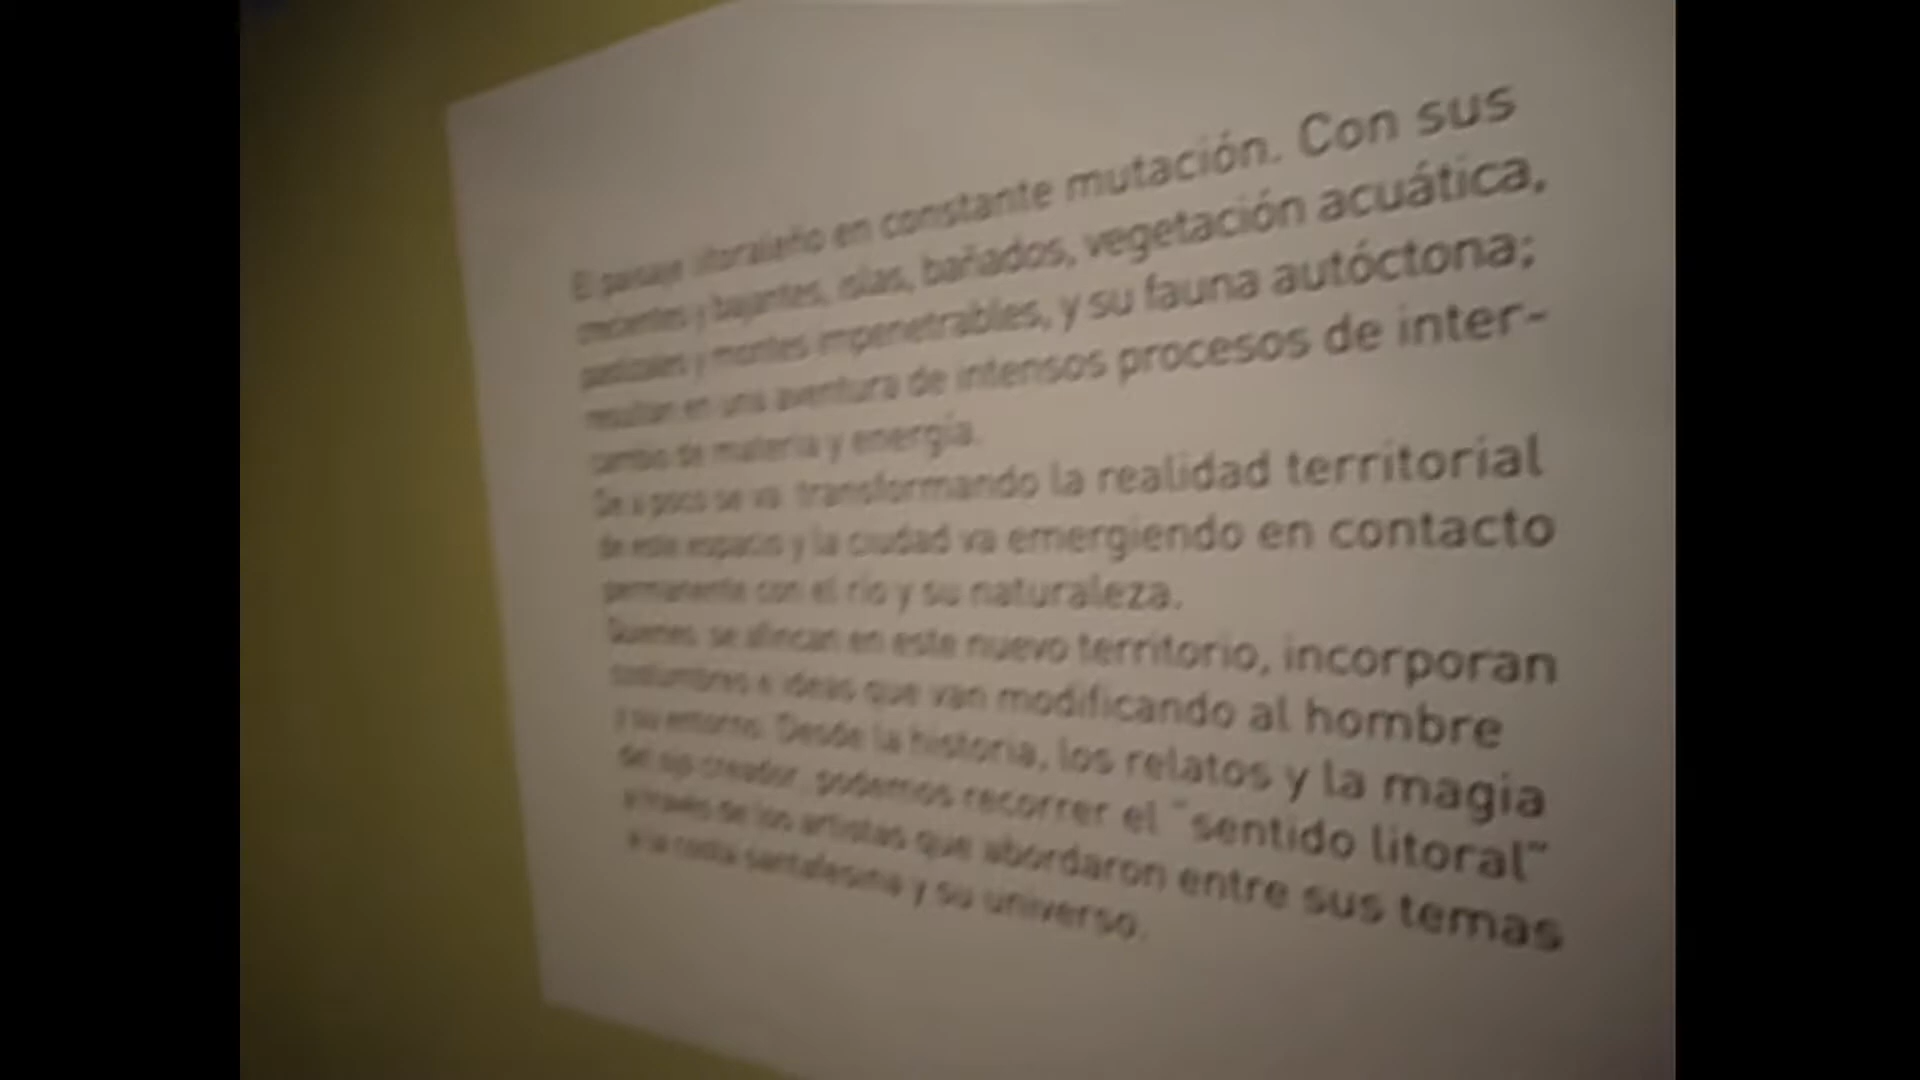 El paisaje litoraleño en constante mutación. Con sus
crecientes y bajantes, islas, bañados, vegetación acuática,
pastizales y montes impenetrables, y su fauna autóctona;
resultan en una aventura de intensos procesos de inter-
cambio de materia y energía.
De a poco se va transformando la realidad territorial
de este espacio y la ciudad va emergiendo en contacto
permanente con el río y su naturaleza.
Quienes se afincan en este nuevo territorio, incorporan
costumbres e ideas que van modificando al hombre
y su entorno. Desde la historia, los relatos y la magia
del ojo creador, podemos recorrer el "sentido litoral"
a través de los artistas que abordaron entre sus temas
a la costa santafesina y su universo.